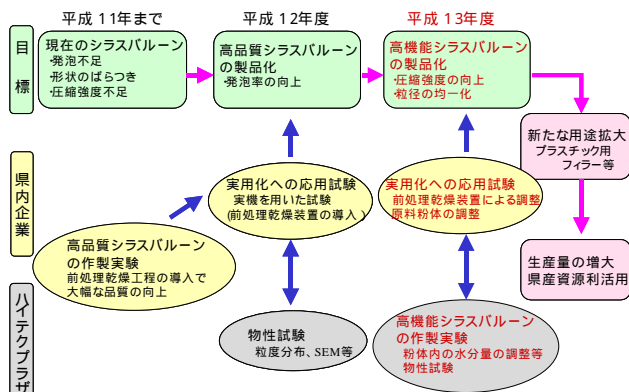 平成 11年まで
平成 12年度
平成 13年度
目標
現在のシラスバルーン
・発泡不足
・形状のばらつき
・圧縮強度不足
高品質シラスバルーン
の製品化
・発泡率の向上
高機能シラスバルーン
の製品化
・圧縮強度の向上
・粒径の均一化
新たな用途拡大
プラスチック用
フィラー等
県内企業
実用化への応用試験
実機を用いた試験
(前処理乾燥装置の導入)
実用化への応用試験
前処理乾燥装置による調整
原料粉体の調整
高品質シラスバルーン
の作製実験
前処理乾燥工程の導入で
大幅な品質の向上
生産量の増大
県産資源利活用
ハイテクプラザ
物性試験
粒度分布、SEM等
高機能シラスバルーン
の作製実験
粉体内の水分量の調整等
物性試験